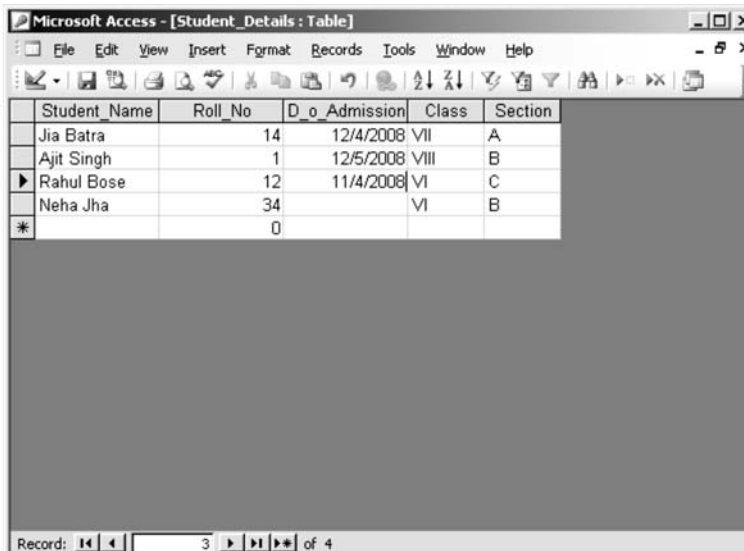 Microsoft Access - [Student_Details : Table]
File Edit View Insert Format Records Tools Window Help
Student_Name Roll_No D_o_Admission Class Section
Jia Batra 14 12/4/2008 VII A
Ajit Singh 1 12/5/2008 VIII B
Rahul Bose 12 11/4/2008 VI C
Neha Jha 34 VI B
0
Record: 3 of 4